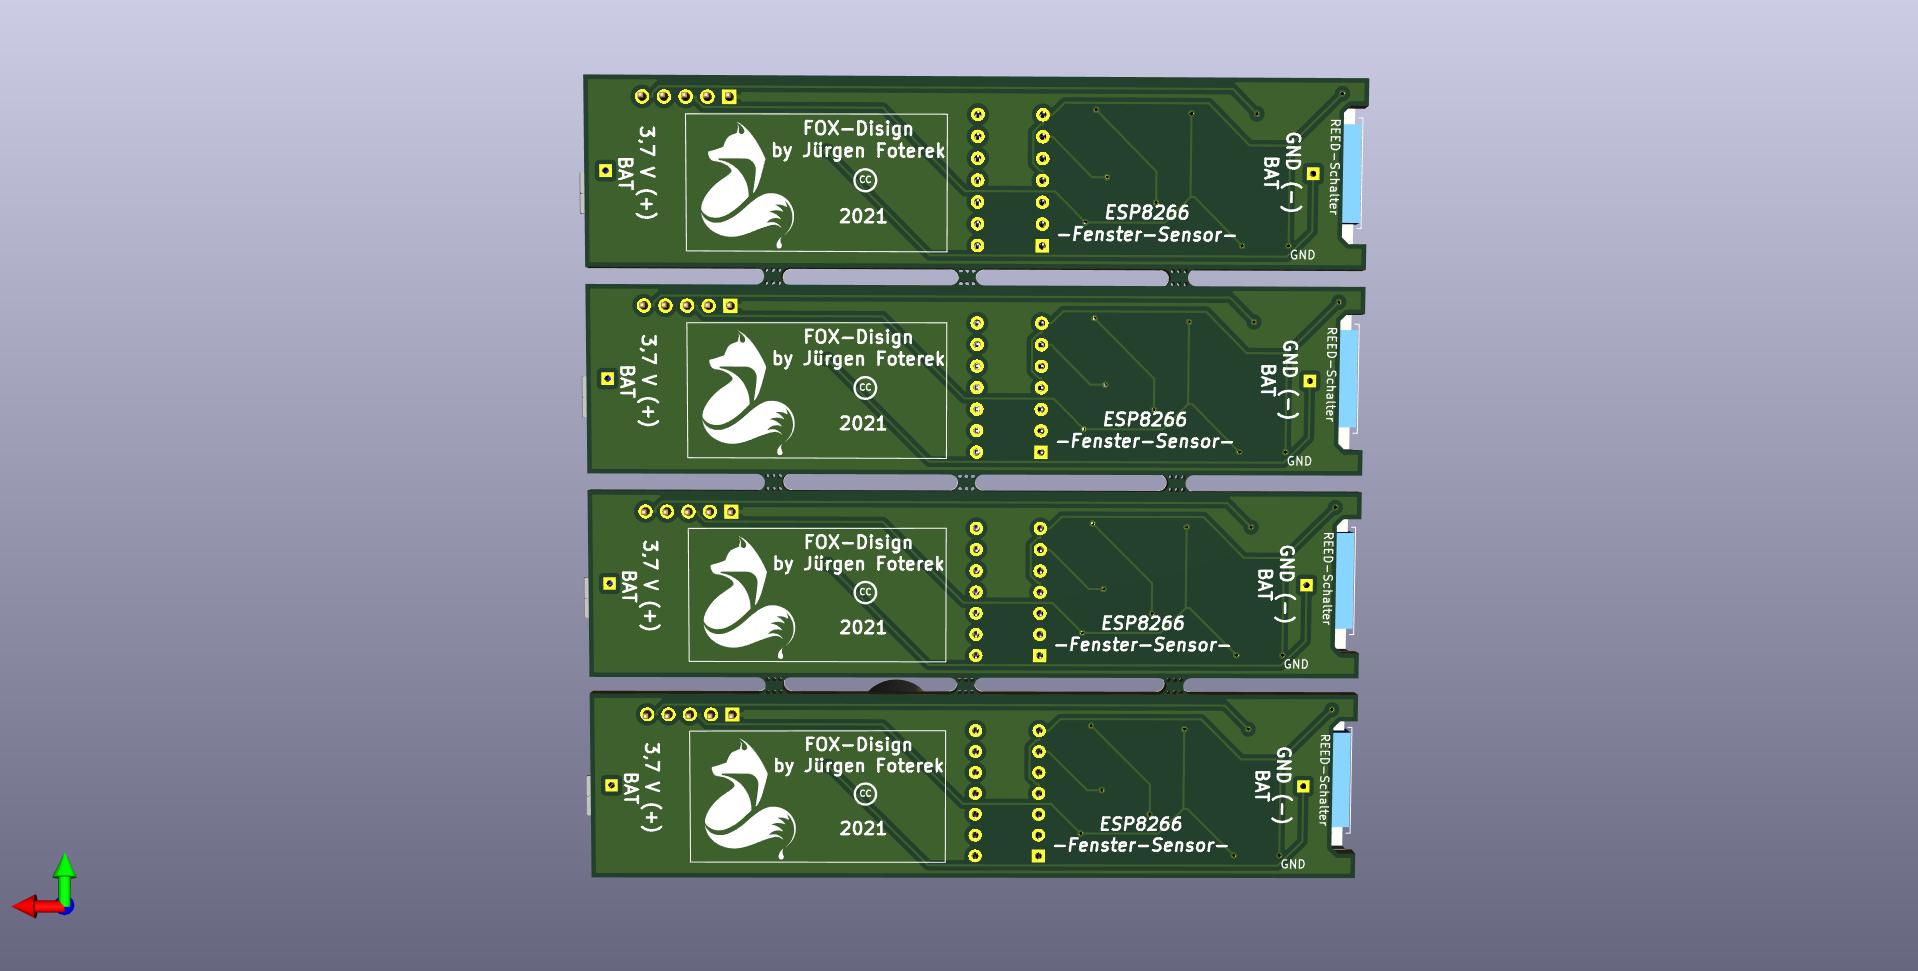 3,7 V (+)
BAT
FOX-Disign
by Jürgen Foterek
cc
2021
ESP8266
-Fenster-Sensor-
GND (-)
BAT
REED-Schalter
GND
3,7 V (+)
BAT
FOX-Disign
by Jürgen Foterek
cc
2021
ESP8266
-Fenster-Sensor-
GND (-)
BAT
REED-Schalter
GND
3,7 V (+)
BAT
FOX-Disign
by Jürgen Foterek
cc
2021
ESP8266
-Fenster-Sensor-
GND (-)
BAT
REED-Schalter
GND
3,7 V (+)
BAT
FOX-Disign
by Jürgen Foterek
cc
2021
ESP8266
-Fenster-Sensor-
GND (-)
BAT
REED-Schalter
GND